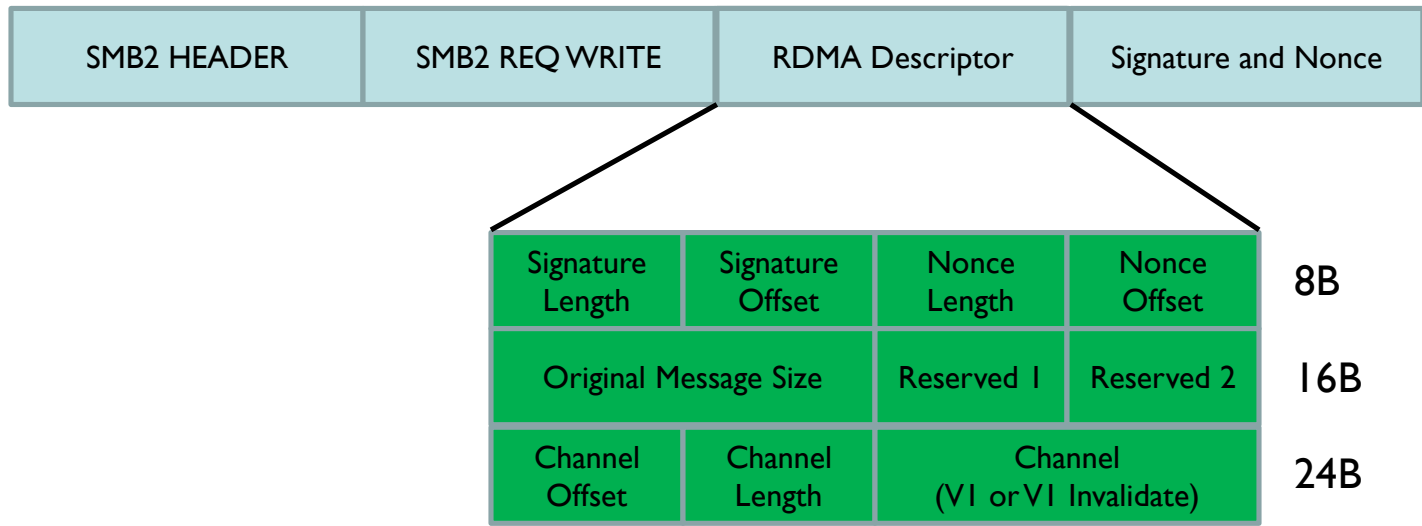 SMB2 HEADER
SMB2 REQ WRITE
RDMA Descriptor
Signature and Nonce
Signature
Length
Signature
Offset
Nonce
Length
Nonce
Offset
8B
Original Message Size
Reserved 1
Reserved 2
16B
Channel
Offset
Channel
Length
Channel
(V1 or V1 Invalidate)
24B